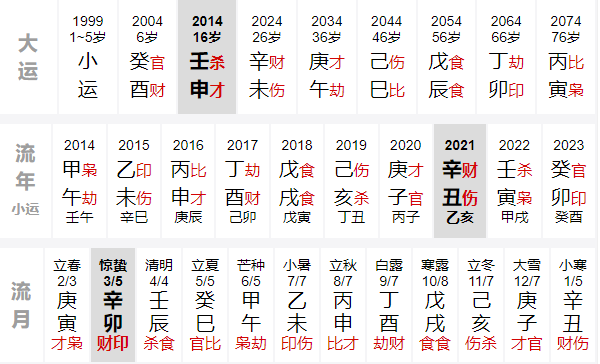 大运
1999 2004 2014 2024 2034 2044 2054 2064 2074
1~5岁 6岁 16岁 26岁 36岁 46岁 56岁 66岁 76岁
小 癸官 壬杀 辛财 庚才 己伤 戊食 丁劫 丙比
运 酉财 申才 未伤 午劫 巳比 辰食 卯印 寅枭
流年
小运
2014 2015 2016 2017 2018 2019 2020 2021 2022 2023
甲枭 乙印 丙比 丁劫 戊食 己伤 庚才 辛财 壬杀 癸官
午劫 未伤 申才 酉财 戌食 亥杀 子官 丑伤 寅枭 卯印
壬午 辛巳 庚辰 己卯 戊寅 丁丑 丙子 乙亥 甲戌 癸酉
流月
立春 惊蛰 清明 立夏 芒种 小暑 立秋 白露 寒露 立冬 大雪 小寒
2/3 3/5 4/4 5/5 6/5 7/7 8/7 9/7 10/8 11/7 12/7 1/5
庚 辛 壬 癸 甲 乙 丙 丁 戊 己 庚 辛
寅 卯 辰 巳 午 未 申 酉 戌 亥 子 丑
才枭 财印 杀食 官比 枭劫 印伤 比才 劫财 食食 伤杀 才官 财伤